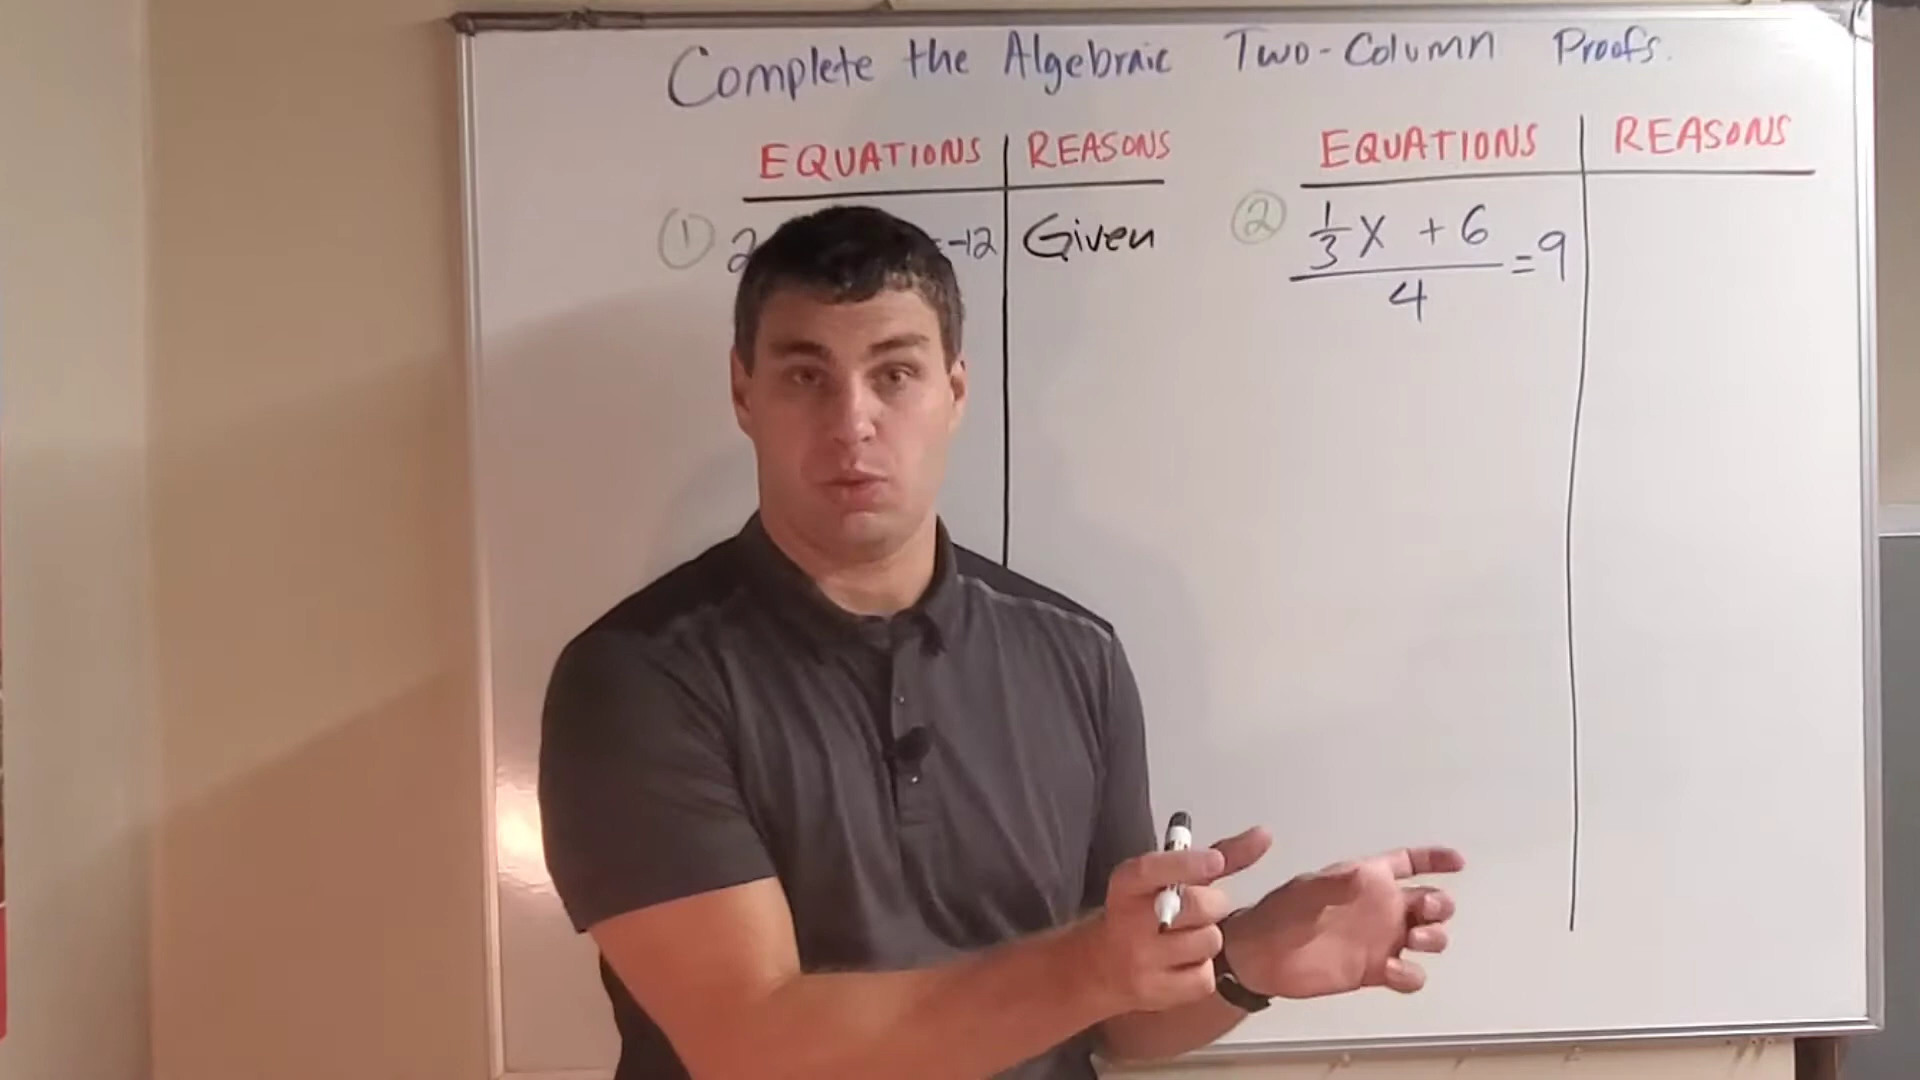 Complete the Algebraic Two-Column Proofs.
EQUATIONS REASONS
① 2 =-12 Given
EQUATIONS REASONS
② 1/3 x + 6
4
=9